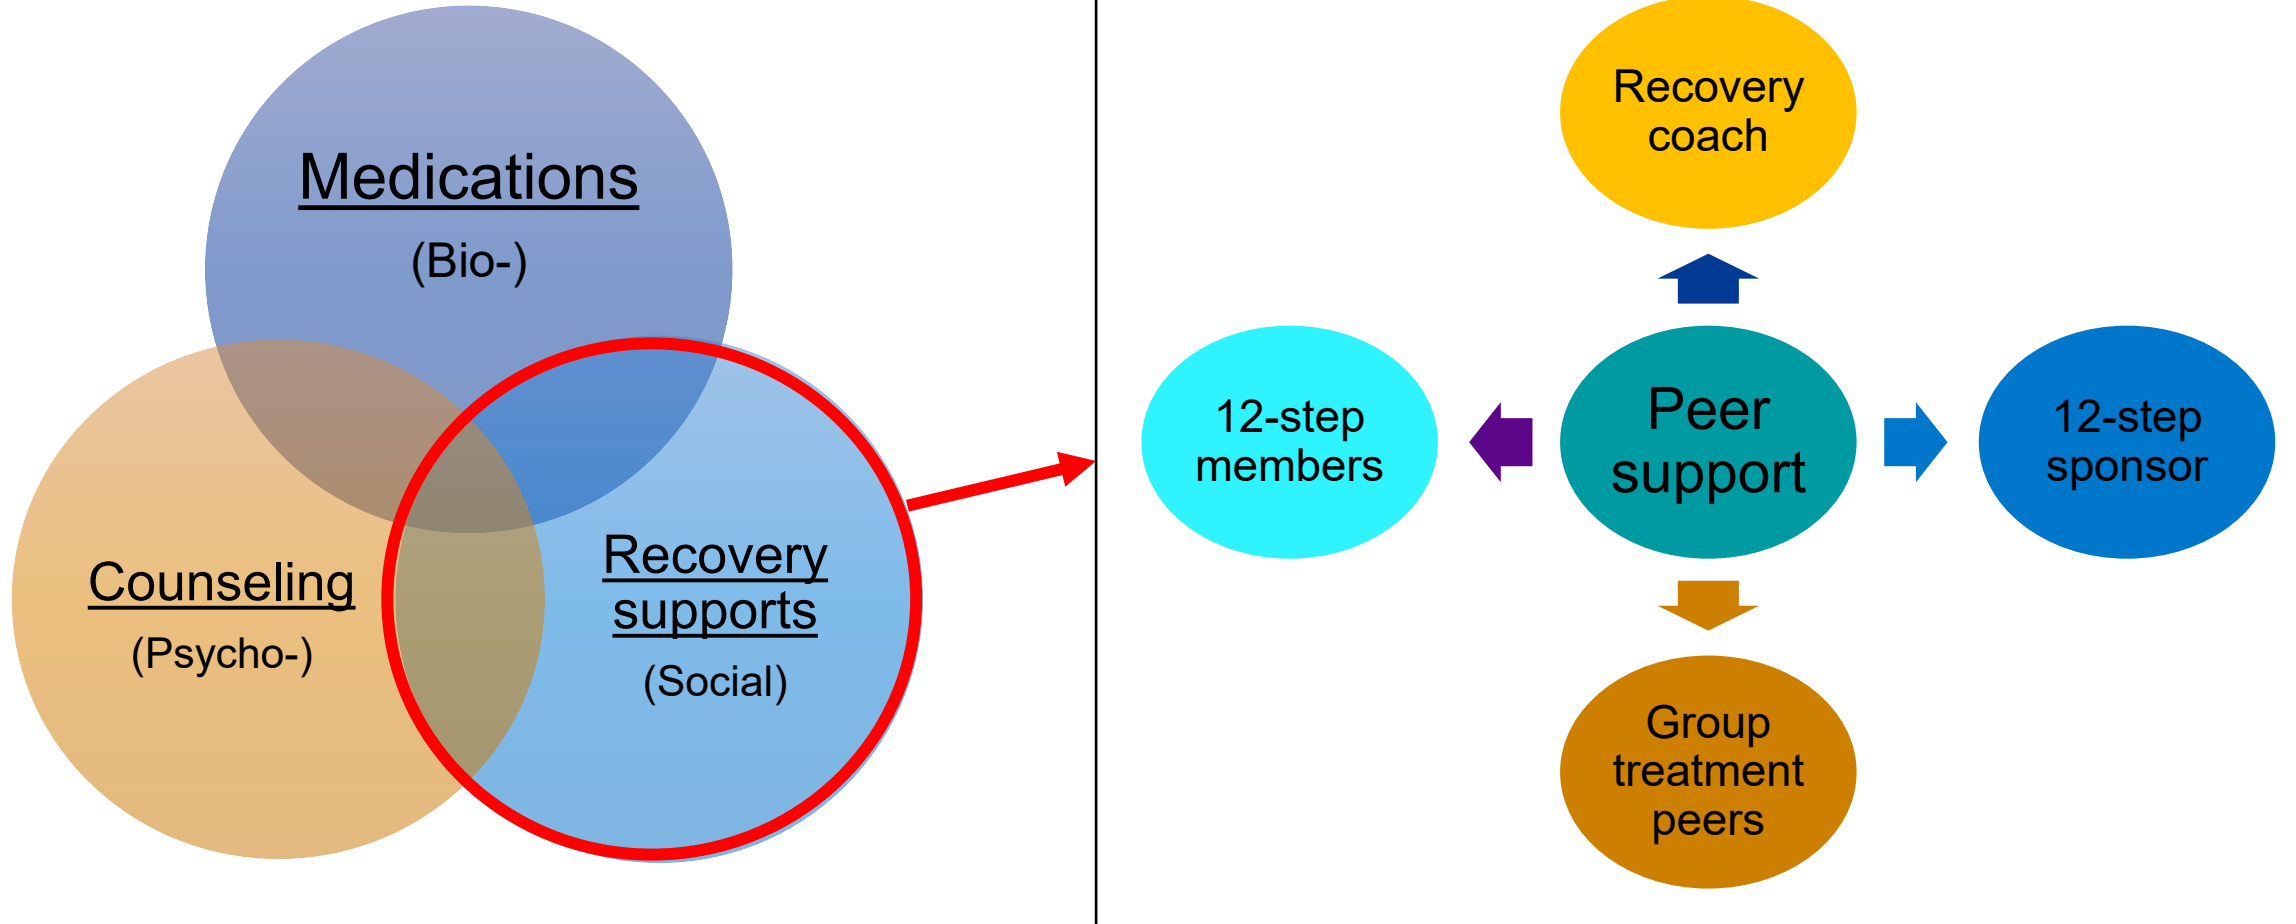 Medications
(Bio-)
Counseling
(Psycho-)
Recovery
supports
(Social)
Recovery
coach
12-step
members
Peer
support
12-step
sponsor
Group
treatment
peers